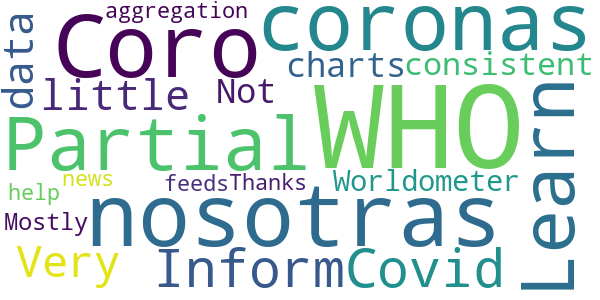 aggregation
Coro
coronas
data
charts
consistent
little
Not
WHO
Learn
Partial
Worldometer
news
feeds
Thanks
help
Mostly
nosotras
Very
Inform
Covid